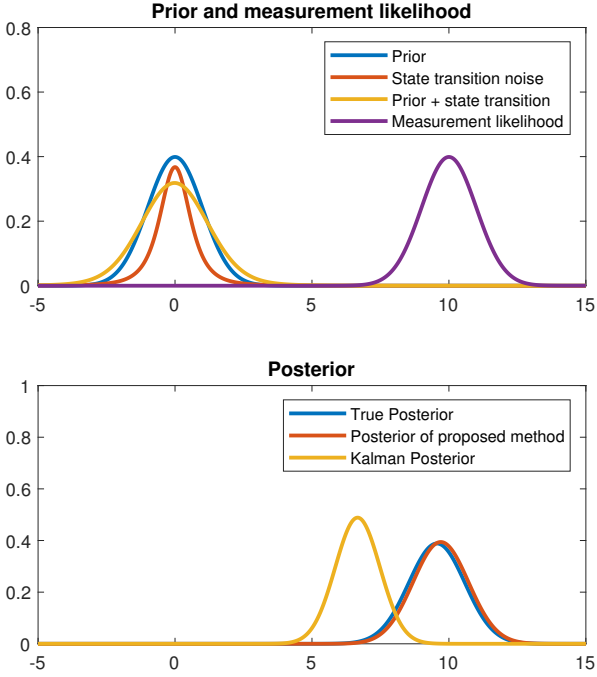 Prior and measurement likelihood
0.8
0.6
0.4
0.2
0
-5
0
5
10
15
Prior
State transition noise
Prior + state transition
Measurement likelihood
Posterior
1
0.8
0.6
0.4
0.2
0
-5
0
5
10
15
True Posterior
Posterior of proposed method
Kalman Posterior